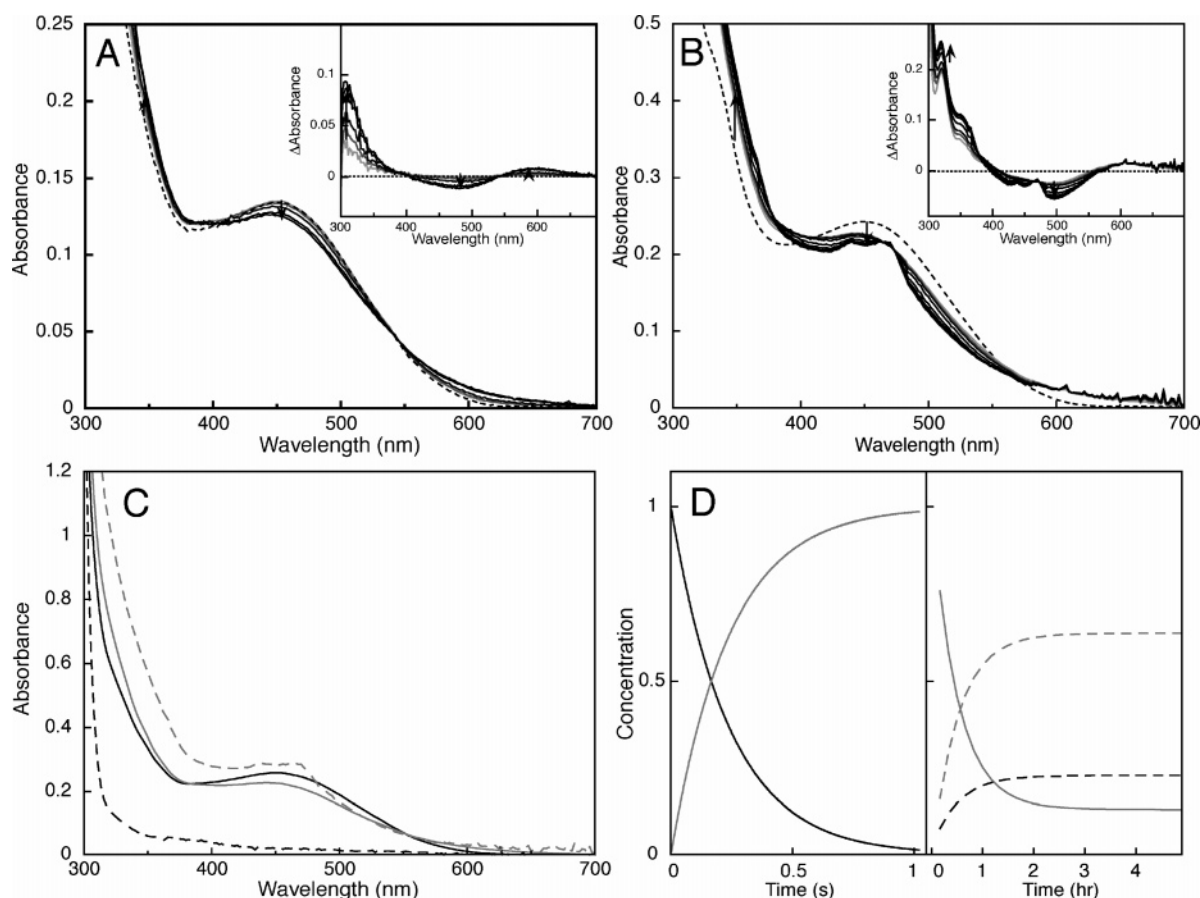 A
0.25
0.2
0.15
0.1
0.05
0
Absorbance
300 400 500 600 700
Wavelength (nm)
0.1
0.05
0
ΔAbsorbance
400 500 600
Wavelength (nm)
B
0.5
0.4
0.3
0.2
0.1
0
Absorbance
300 400 500 600 700
Wavelength (nm)
0.2
0.1
0
ΔAbsorbance
300 400 500 600
Wavelength (nm)
C
1.2
1
0.8
0.6
0.4
0.2
0
Absorbance
300 400 500 600 700
Wavelength (nm)
D
1
0.5
0
Concentration
0 0.5 1
Time (s)
0 1 2 3 4
Time (hr)